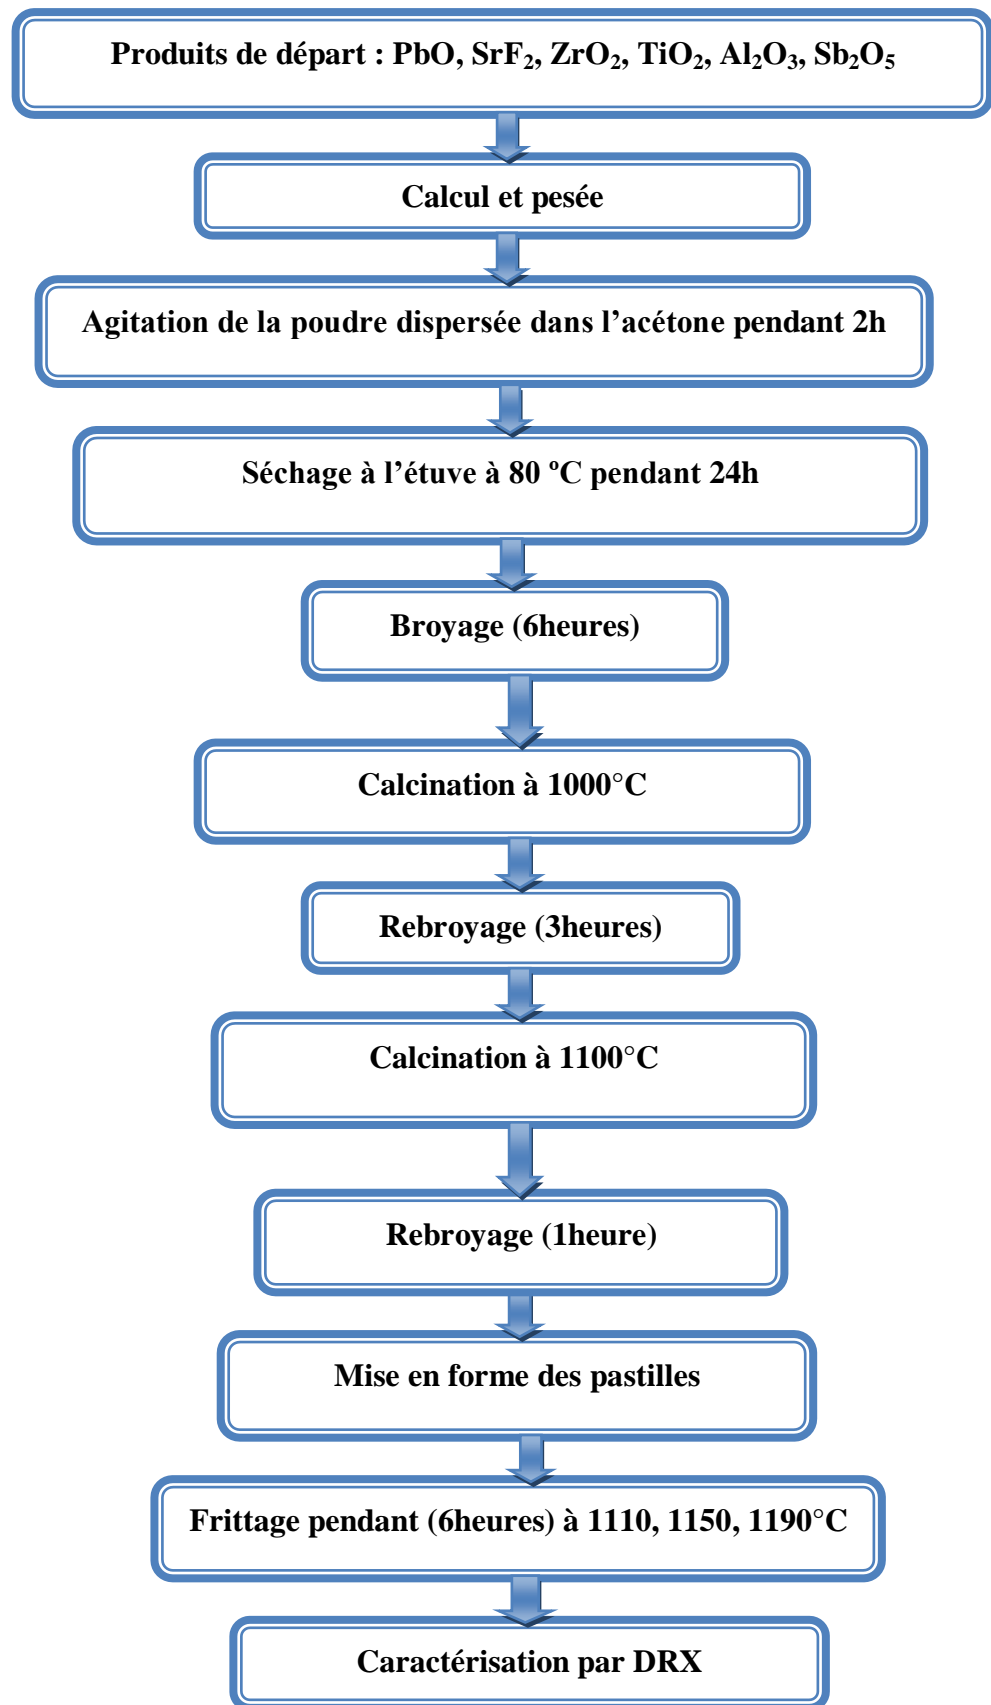 Produits de départ : PbO, SrF₂, ZrO₂, TiO₂, Al₂O₃, Sb₂O₅
Calcul et pesée
Agitation de la poudre dispersée dans l’acétone pendant 2h
Séchage à l’étuve à 80 ºC pendant 24h
Broyage (6heures)
Calcination à 1000°C
Rebroyage (3heures)
Calcination à 1100°C
Rebroyage (1heure)
Mise en forme des pastilles
Frittage pendant (6heures) à 1110, 1150, 1190°C
Caractérisation par DRX